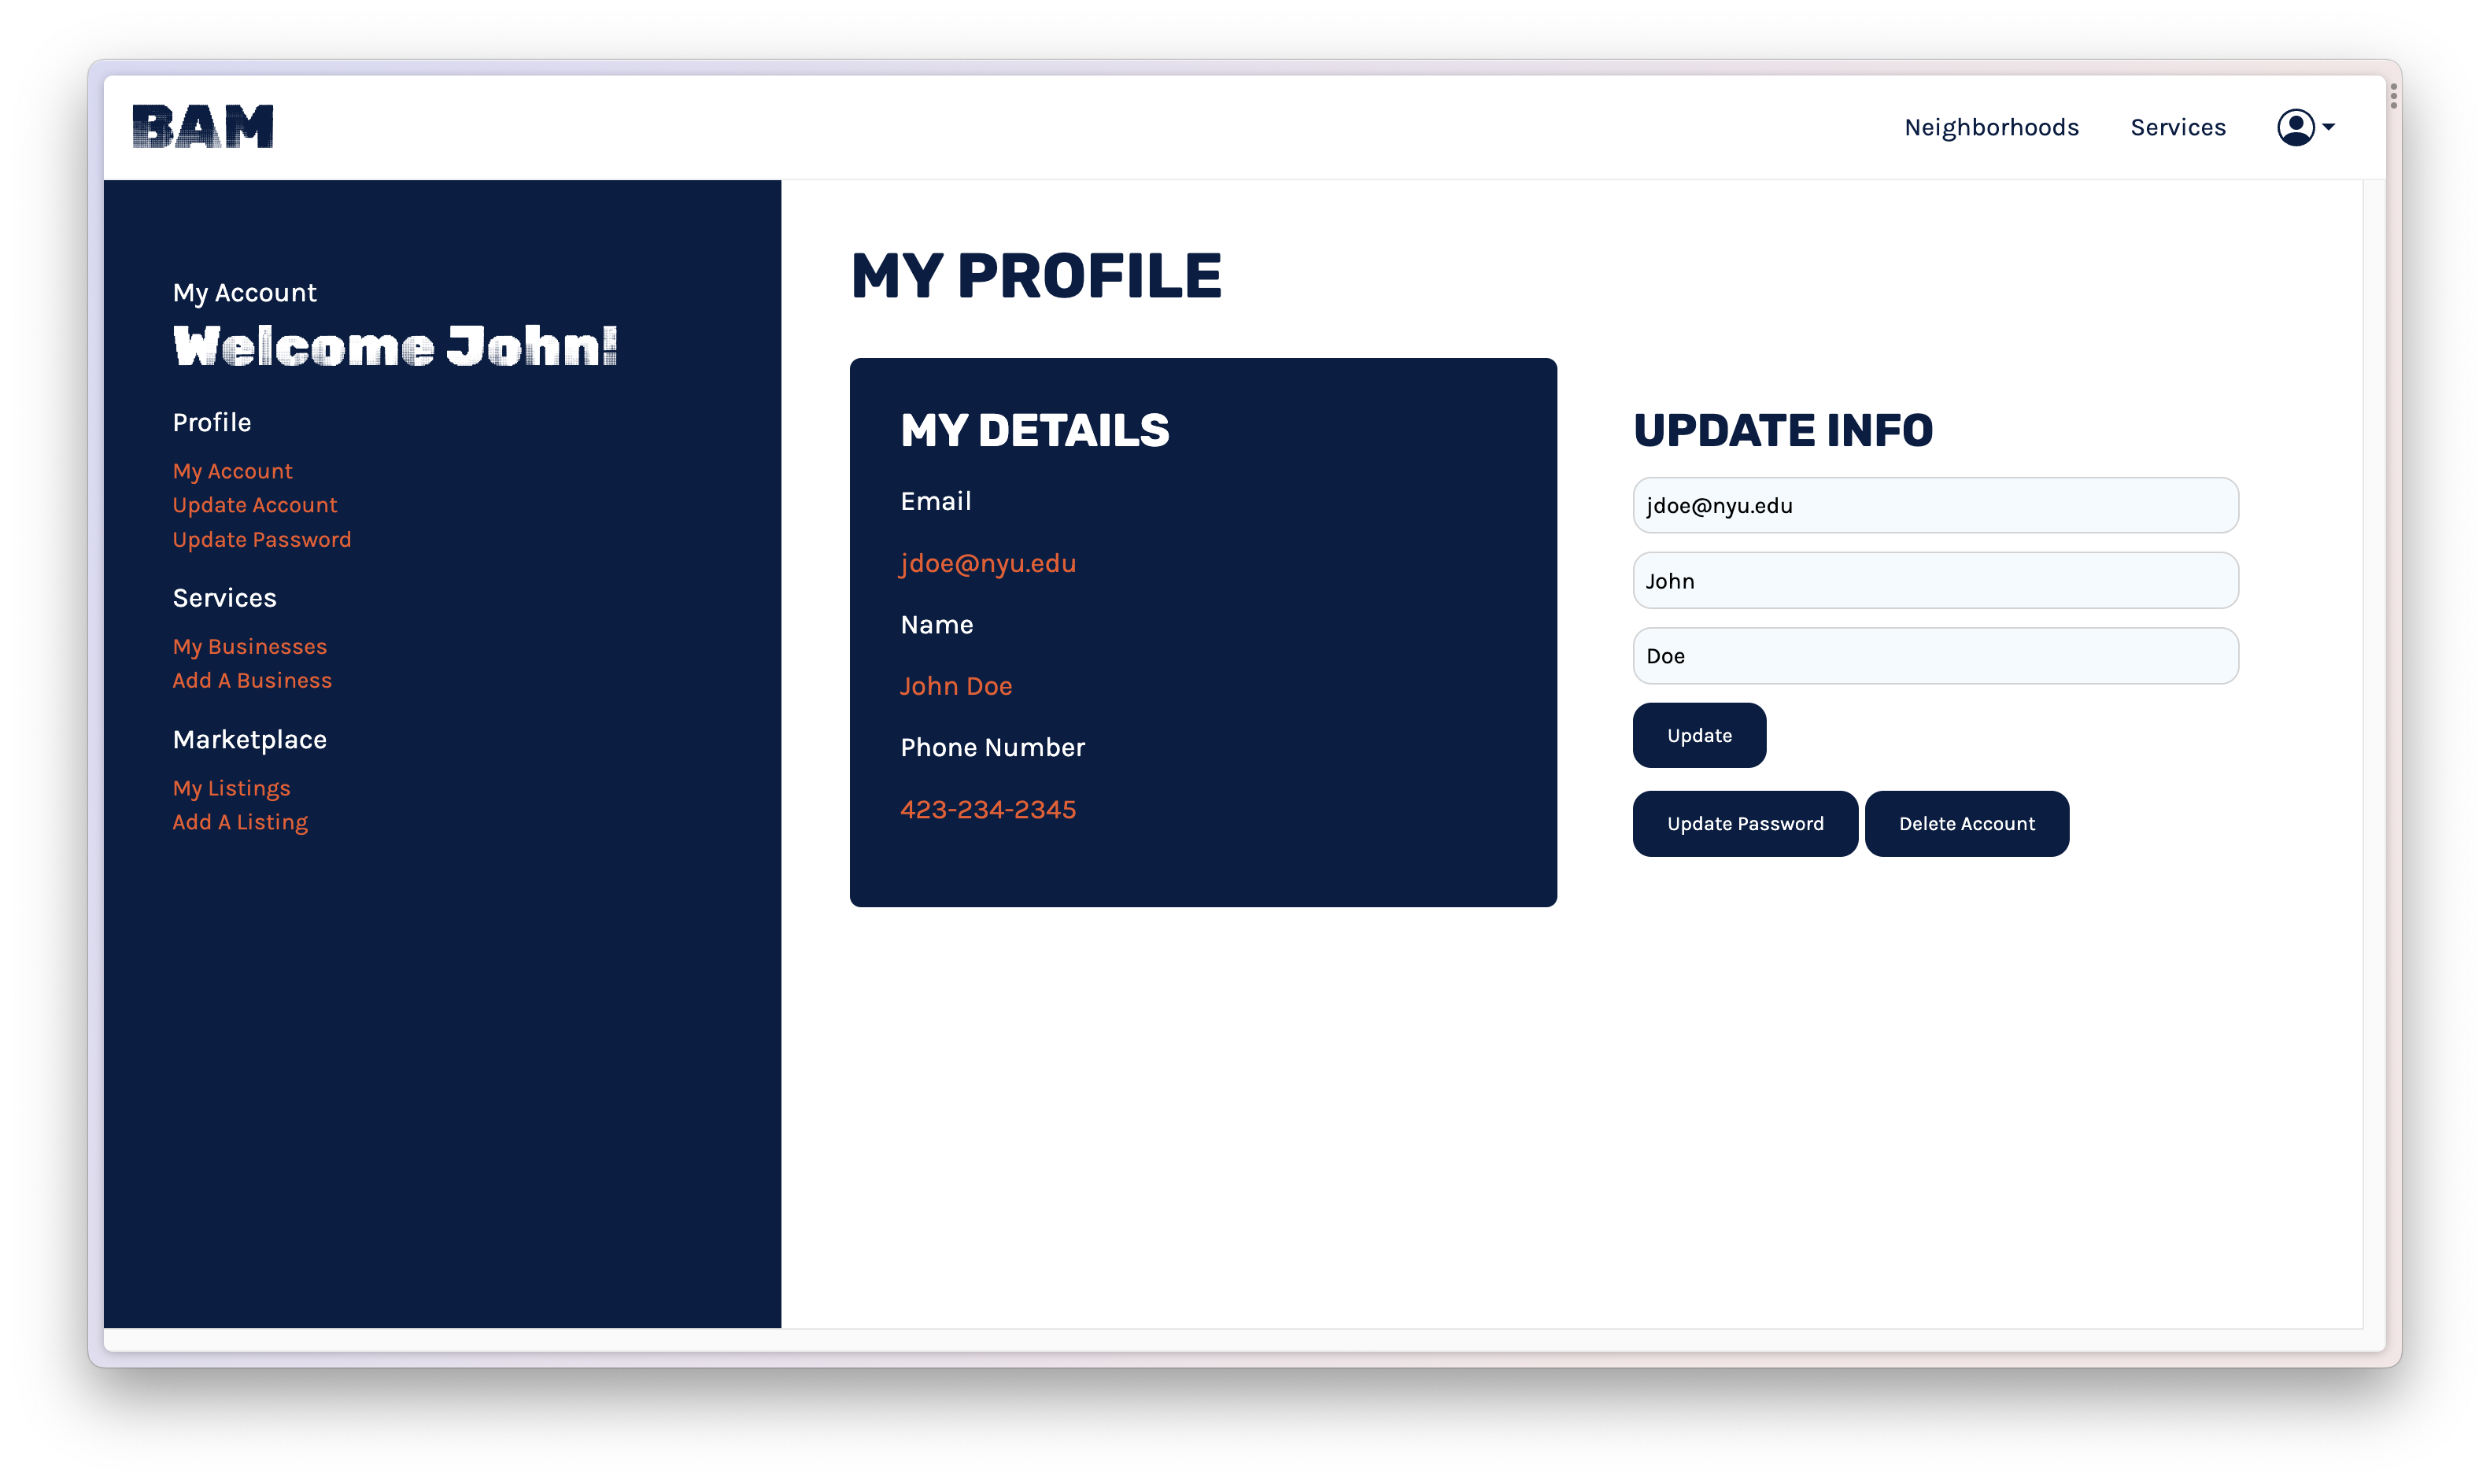 BAM
Neighborhoods Services
My Account
Welcome John!
Profile
My Account
Update Account
Update Password
Services
My Businesses
Add A Business
Marketplace
My Listings
Add A Listing
MY PROFILE
MY DETAILS
Email
jdoe@nyu.edu
Name
John Doe
Phone Number
423-234-2345
UPDATE INFO
jdoe@nyu.edu
John
Doe
Update
Update Password Delete Account